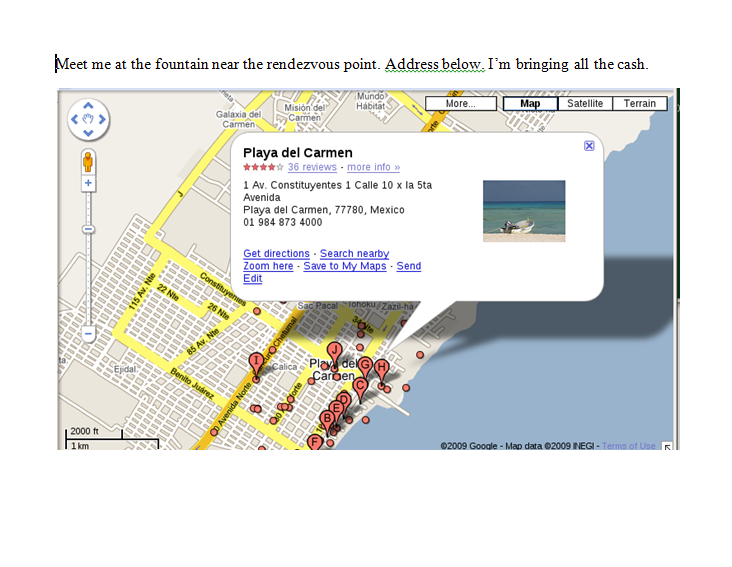 Meet me at the fountain near the rendezvous point. Address below. I'm bringing all the cash.
More...
Map
Satellite
Terrain
Galaxia del
Carmen
Misión del
Carmen
Mundo
Hábitat
Playa del Carmen
36 reviews - more info »
1 Av. Constituyentes 1 Calle 10 x la 5ta
Avenida
Playa del Carmen, 77780, Mexico
01 984 873 4000
Get directions - Search nearby
Zoom here - Save to My Maps - Send
Edit
115 Av. Nte
22 Nte
Constituyentes
26 Nte
85 Av. Nte
Sac Pacal
Tohoku
Zazil-ha
Ejidal
Benito Juárez
Calica
Playa del
Carmen
Avenida Norte
I
J
G
H
C
D
E
B
F
2000 ft
1 km
©2009 Google - Map data ©2009 INEGI - Terms of Use